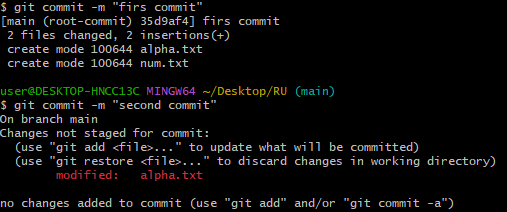 $ git commit -m "firs commit"
[main (root-commit) 35d9af4] firs commit
 2 files changed, 2 insertions(+)
 create mode 100644 alpha.txt
 create mode 100644 num.txt

user@DESKTOP-HNCC13C MINGW64 ~/Desktop/RU (main)
$ git commit -m "second commit"
On branch main
Changes not staged for commit:
  (use "git add <file>..." to update what will be committed)
  (use "git restore <file>..." to discard changes in working directory)
        modified:   alpha.txt

no changes added to commit (use "git add" and/or "git commit -a")